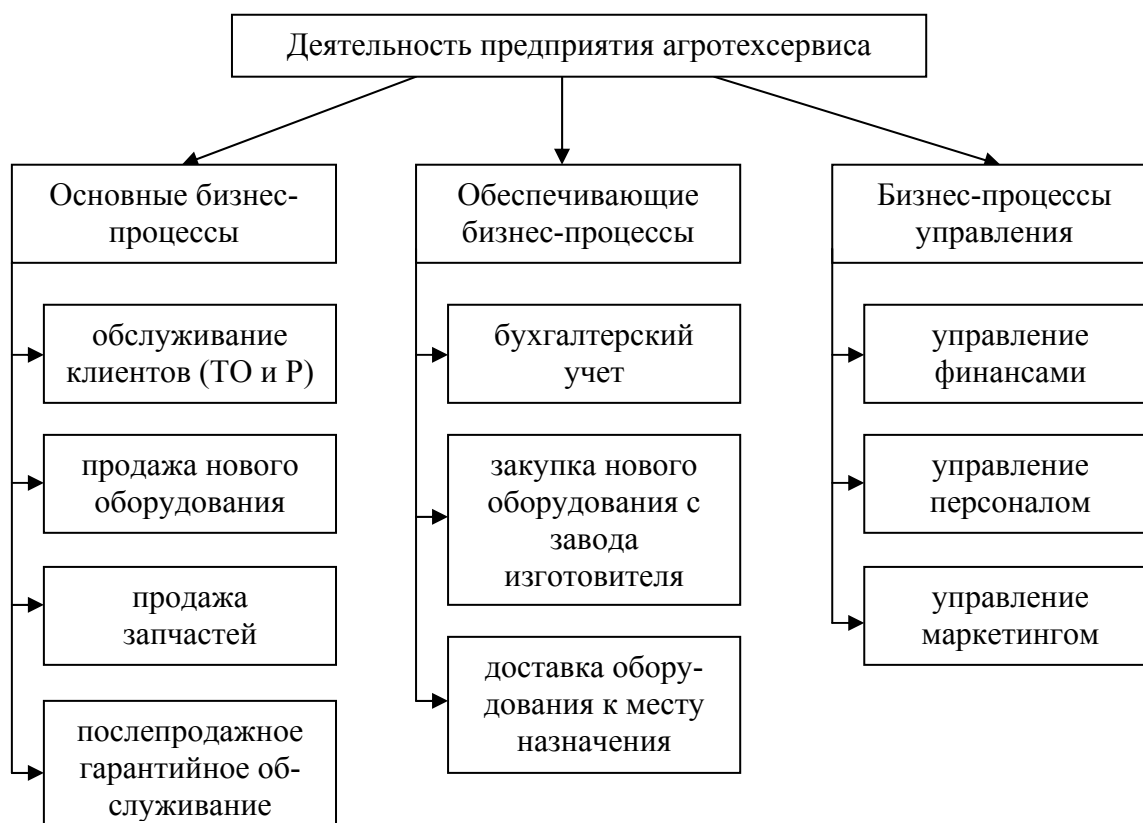 Деятельность предприятия агротехсервиса
Основные бизнес-
процессы
обслуживание
клиентов (ТО и Р)
продажа нового
оборудования
продажа
запчастей
послепродажное
гарантийное об-
служивание
Обеспечивающие
бизнес-процессы
бухгалтерский
учет
закупка нового
оборудования с
завода
изготовителя
доставка обору-
дования к месту
назначения
Бизнес-процессы
управления
управление
финансами
управление
персоналом
управление
маркетингом